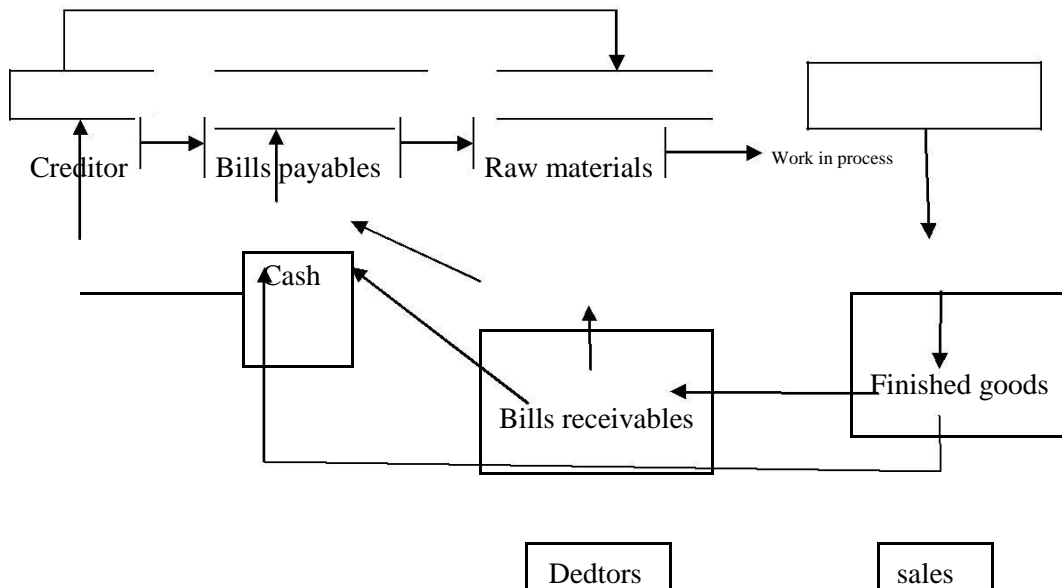 Creditor
Bills payables
Raw materials
Work in process
Cash
Finished goods
Bills receivables
Dedtors
sales